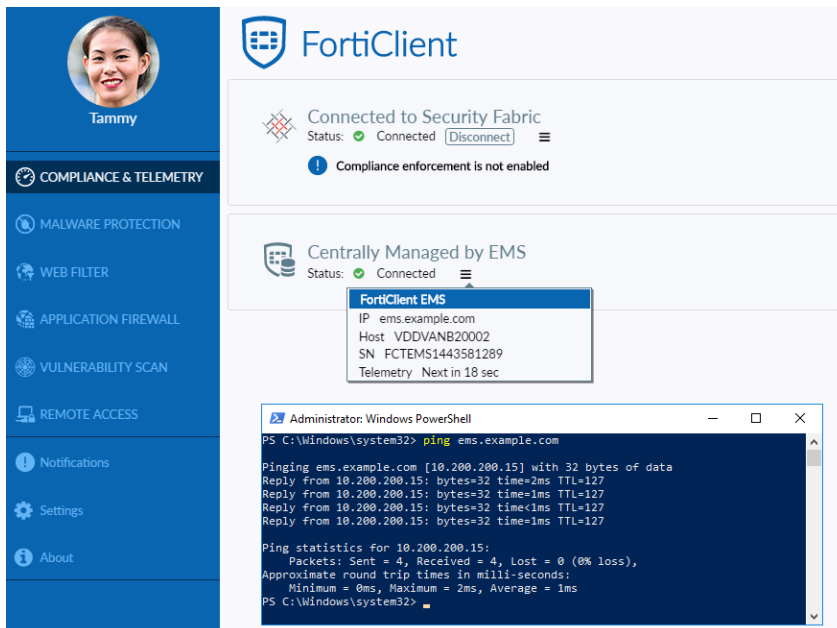 Tammy
COMPLIANCE & TELEMETRY
MALWARE PROTECTION
WEB FILTER
APPLICATION FIREWALL
VULNERABILITY SCAN
REMOTE ACCESS
Notifications
Settings
About
FortiClient
Connected to Security Fabric
Status: Connected Disconnect
Compliance enforcement is not enabled
Centrally Managed by EMS
Status: Connected
FortiClient EMS
IP ems.example.com
Host VDDVANB20002
SN FCTEMS1443581289
Telemetry Next in 18 sec
Administrator: Windows PowerShell
PS C:\Windows\system32> ping ems.example.com
Pinging ems.example.com [10.200.200.15] with 32 bytes of data
Reply from 10.200.200.15: bytes=32 time=2ms TTL=127
Reply from 10.200.200.15: bytes=32 time=1ms TTL=127
Reply from 10.200.200.15: bytes=32 time<1ms TTL=127
Reply from 10.200.200.15: bytes=32 time=1ms TTL=127
Ping statistics for 10.200.200.15:
Packets: Sent = 4, Received = 4, Lost = 0 (0% loss),
Approximate round trip times in milli-seconds:
Minimum = 0ms, Maximum = 2ms, Average = 1ms
PS C:\Windows\system32>